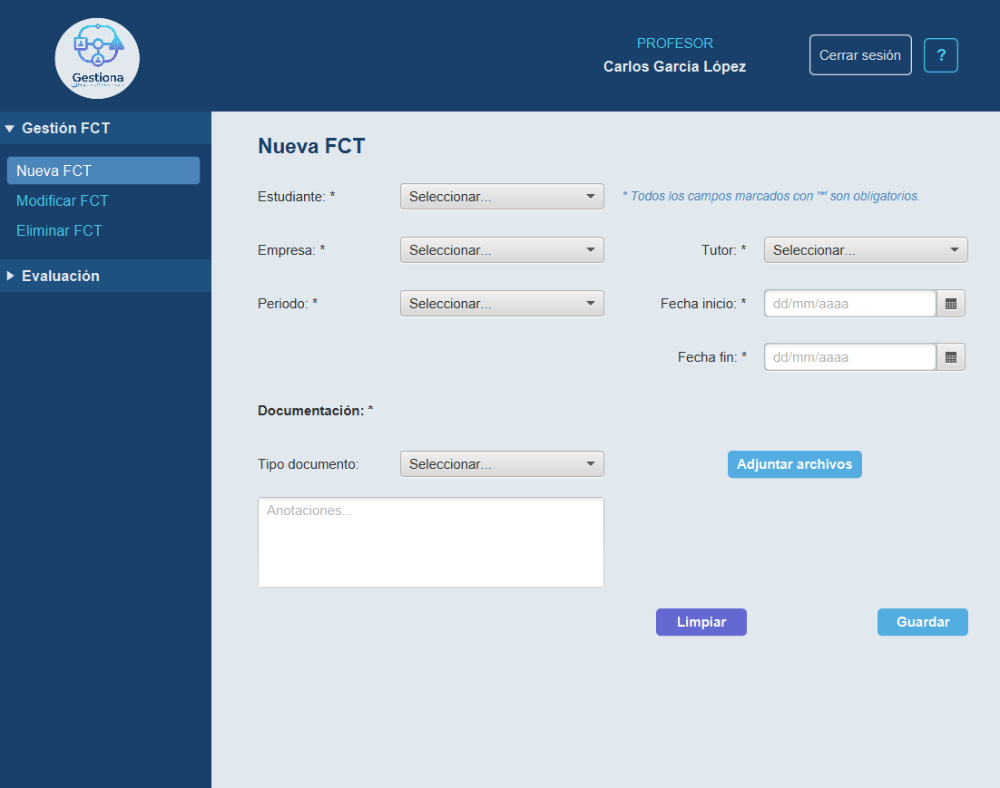 Gestiona
PROFESOR
Carlos García López
Cerrar sesión
?
Gestión FCT
Nueva FCT
Modificar FCT
Eliminar FCT
Evaluación
Nueva FCT
Estudiante: *
Seleccionar...
* Todos los campos marcados con '*' son obligatorios.
Empresa: *
Seleccionar...
Tutor: *
Seleccionar...
Periodo: *
Seleccionar...
Fecha inicio: *
dd/mm/aaaa
Fecha fin: *
dd/mm/aaaa
Documentación: *
Tipo documento:
Seleccionar...
Adjuntar archivos
Anotaciones...
Limpiar
Guardar